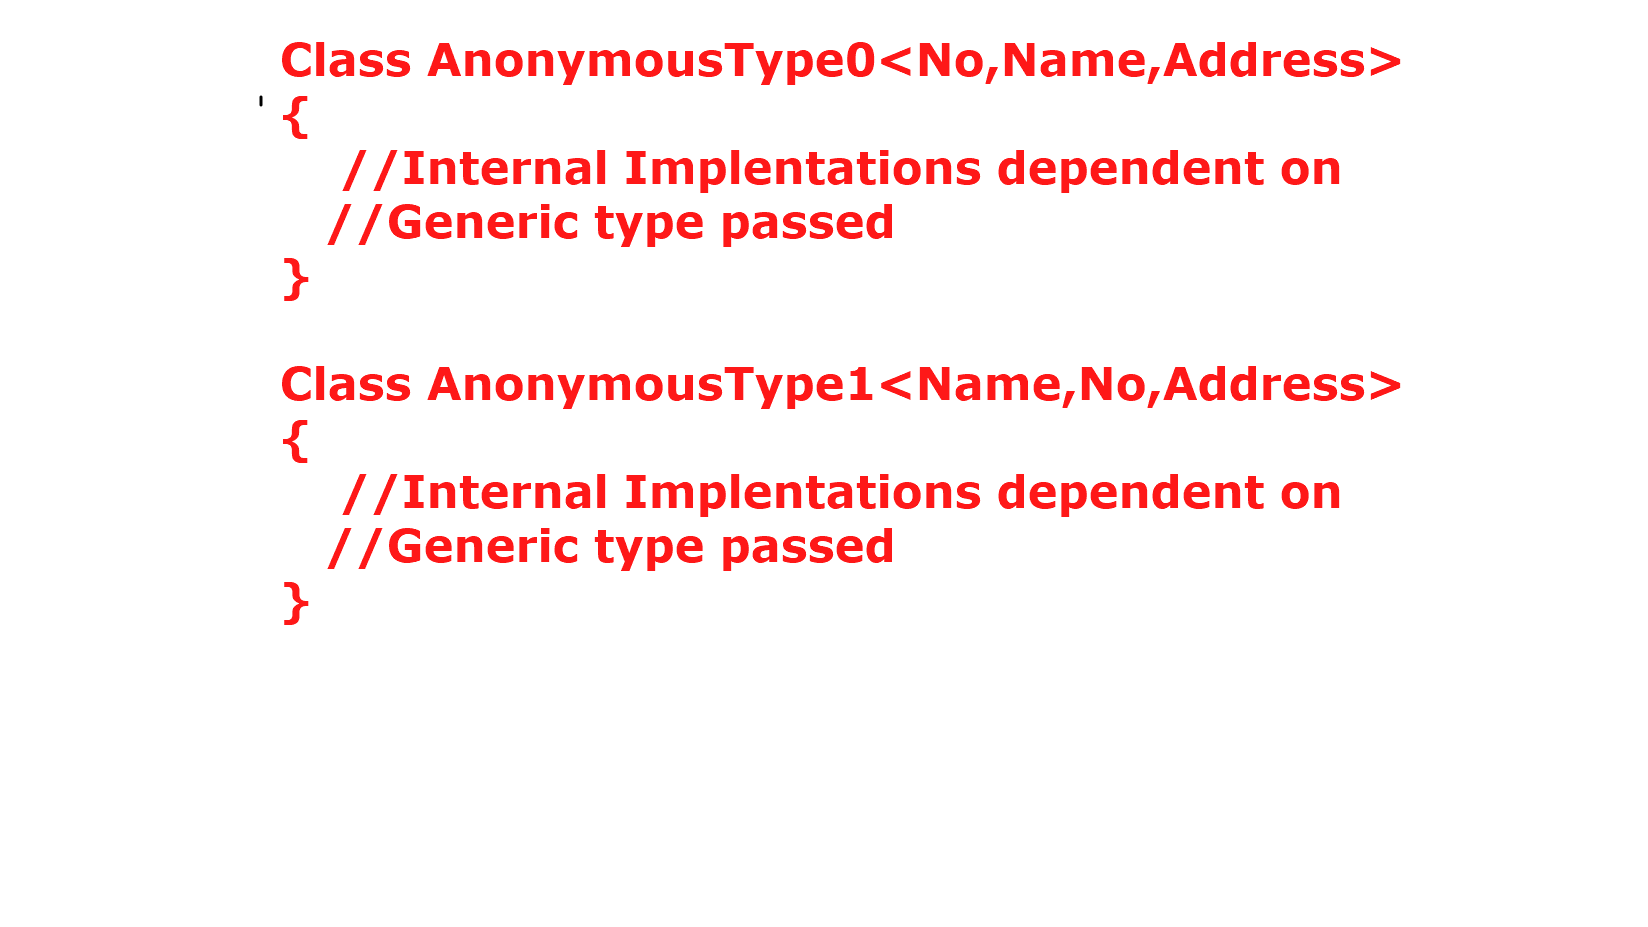 Class AnonymousType0<No,Name,Address>
{
//Internal Implentations dependent on
//Generic type passed
}
Class AnonymousType1<Name,No,Address>
{
//Internal Implentations dependent on
//Generic type passed
}